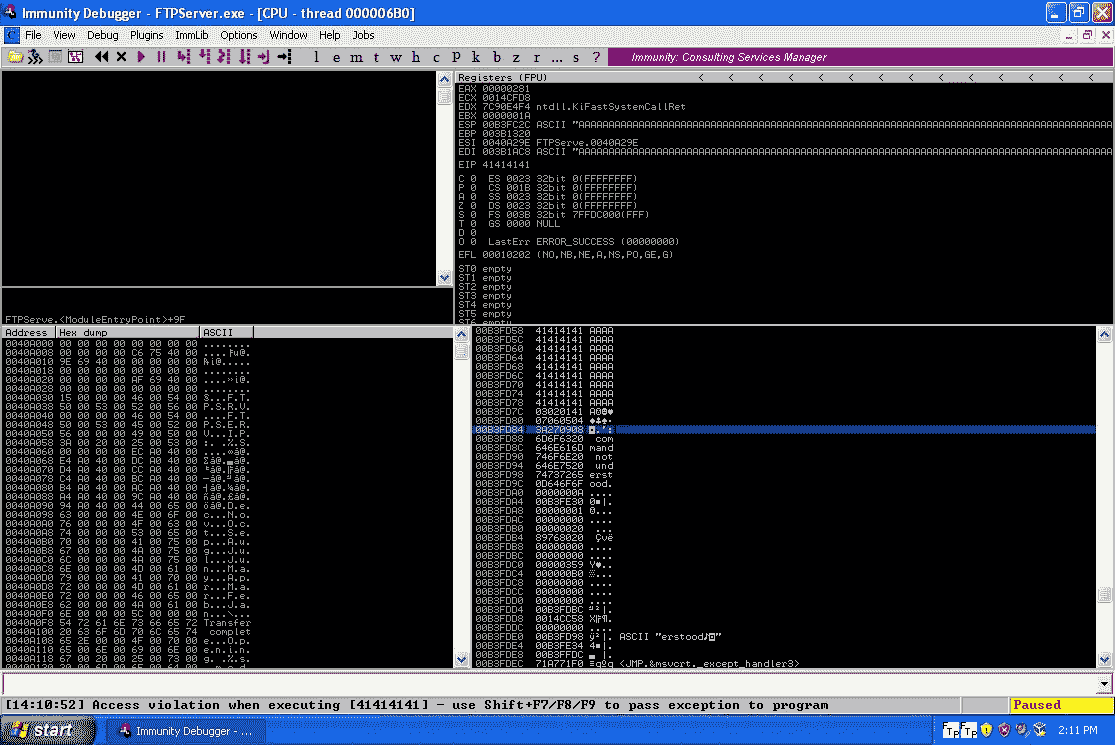 Immunity Debugger - FTPServer.exe - [CPU - thread 000006B0]
File View Debug Plugins ImmLib Options Window Help Jobs
l e m t w h c P k b z r ... s ?
Immunity: Consulting Services Manager
Registers (FPU)
EAX 00000281
ECX 0014CFD8
EDX 7C90E4F4 ntdll.KiFastSystemCallRet
EBX 0000001A
ESP 00B3FC2C ASCII "AAAAAAAAAAAAAAAAAAAAAAAAAAAAAAAAAAAAAAAAAAAAAAAAAAAAAAAAAAAAAAAAAAAAAAAAAAAAAAAAAAAAAAAAA
EBP 003B1320
ESI 0040A29E FTPServe.0040A29E
EDI 003B1AC8 ASCII "AAAAAAAAAAAAAAAAAAAAAAAAAAAAAAAAAAAAAAAAAAAAAAAAAAAAAAAAAAAAAAAAAAAAAAAAAAAAAAAAAAAAAAAAA
EIP 41414141
C 0 ES 0023 32bit 0(FFFFFFFF)
P 0 CS 001B 32bit 0(FFFFFFFF)
A 0 SS 0023 32bit 0(FFFFFFFF)
Z 0 DS 0023 32bit 0(FFFFFFFF)
S 0 FS 003B 32bit 7FFDC000(FFF)
T 0 GS 0000 NULL
D 0
O 0 LastErr ERROR_SUCCESS (00000000)
EFL 00010202 (NO,NB,NE,A,NS,PO,GE,G)
ST0 empty
ST1 empty
ST2 empty
ST3 empty
ST4 empty
ST5 empty
ST6 empty
FTPServe.<ModuleEntryPoint>+9F
Address Hex dump ASCII
0040A000 00 00 00 00 00 00 00 00 ........
0040A008 00 00 00 00 C6 75 40 00
0040A010 9E 69 40 00 00 00 00 00
0040A018 00 00 00 00 00 00 00 00 ........
0040A020 00 00 00 00 AF 69 40 00 ....»i@.
0040A028 00 00 00 00 00 00 00 00 ........
0040A030 15 00 00 00 46 00 54 00 §...F.T.
0040A038 50 00 53 00 52 00 56 00 P.S.R.V.
0040A040 00 00 00 00 46 00 54 00 ....F.T.
0040A048 50 00 53 00 45 00 52 00 P.S.E.R.
0040A050 56 00 00 00 49 00 50 00 V...I.P.
0040A058 3A 00 20 00 25 00 53 00 :. .%.S.
0040A060 00 00 00 00 EC A0 40 00
0040A068 E4 A0 40 00 DC A0 40 00
0040A070 D4 A0 40 00 CC A0 40 00
0040A078 C4 A0 40 00 BC A0 40 00
0040A080 B4 A0 40 00 AC A0 40 00
0040A088 A4 A0 40 00 9C A0 40 00
0040A090 94 A0 40 00 44 00 65 00 öá@.D.e.
0040A098 63 00 00 00 4E 00 6F 00 c...N.o.
0040A0A0 76 00 00 00 4F 00 63 00 v...O.c.
0040A0A8 74 00 00 00 53 00 65 00 t...S.e.
0040A0B0 70 00 00 00 41 00 75 00 p...A.u.
0040A0B8 67 00 00 00 4A 00 75 00 g...J.u.
0040A0C0 6C 00 00 00 4A 00 75 00 l...J.u.
0040A0C8 6E 00 00 00 4D 00 61 00 n...M.a.
0040A0D0 79 00 00 00 41 00 70 00 y...A.p.
0040A0D8 72 00 00 00 4D 00 61 00 r...M.a.
0040A0E0 72 00 00 00 46 00 65 00 r...F.e.
0040A0E8 62 00 00 00 4A 00 61 00 b...J.a.
0040A0F0 6E 00 00 00 5C 00 00 00 n...\...
0040A0F8 54 72 61 6E 73 66 65 72 Transfer
0040A100 20 63 6F 6D 70 6C 65 74 complet
0040A108 65 2E 00 00 4F 00 70 00 e...O.p.
0040A110 65 00 6E 00 69 00 6E 00 e.n.i.n.
0040A118 67 00 20 00 25 00 73 00 g. .%.s.
00B3FD58 41414141 AAAA
00B3FD5C 41414141 AAAA
00B3FD60 41414141 AAAA
00B3FD64 41414141 AAAA
00B3FD68 41414141 AAAA
00B3FD6C 41414141 AAAA
00B3FD70 41414141 AAAA
00B3FD74 41414141 AAAA
00B3FD78 41414141 AAAA
00B3FD7C 03020141 A☺☻♥
00B3FD80 07060504 ♦♣♠•
00B3FD84 3A270908
00B3FD88 6D6F6320 com
00B3FD8C 646E616D mand
00B3FD90 746F6E20 not
00B3FD94 646E7520 und
00B3FD98 74737265 erst
00B3FD9C 0D646F6F ood.
00B3FDA0 0000000A ....
00B3FDA4 00B3FE30
00B3FDA8 00000001
00B3FDAC 00000000 ....
00B3FDB0 00000020 ...
00B3FDB4 89768020
00B3FDB8 00000000 ....
00B3FDBC 00000000 ....
00B3FDC0 00000359 Y♥..
00B3FDC4 000000B0 ░...
00B3FDC8 00000000 ....
00B3FDCC 00000000 ....
00B3FDD0 00000000 ....
00B3FDD4 00B3FDBC
00B3FDD8 0014CC58
00B3FDDC 00000000 ....
00B3FDE0 00B3FD98 ASCII "erstood♪◙"
00B3FDE4 00B3FE34
00B3FDE8 00B3FFDC
00B3FDEC 71A771F0 <JMP.&msvcrt._except_handler3>
[14:10:52] Access violation when executing [41414141] - use Shift+F7/F8/F9 to pass exception to program
Paused
start
Immunity Debugger - ...
2:11 PM